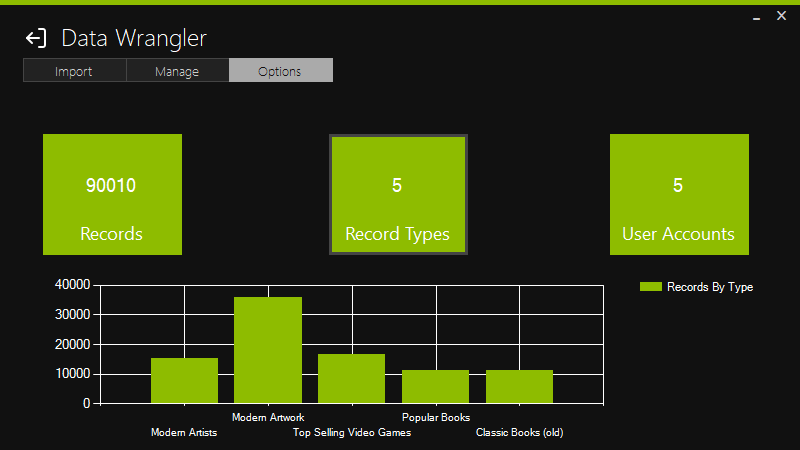 Data Wrangler
Import Manage Options
90010 5 5
Records Record Types User Accounts
40000
30000
20000
10000
0
Records By Type
Modern Artwork Popular Books
Modern Artists Top Selling Video Games Classic Books (old)